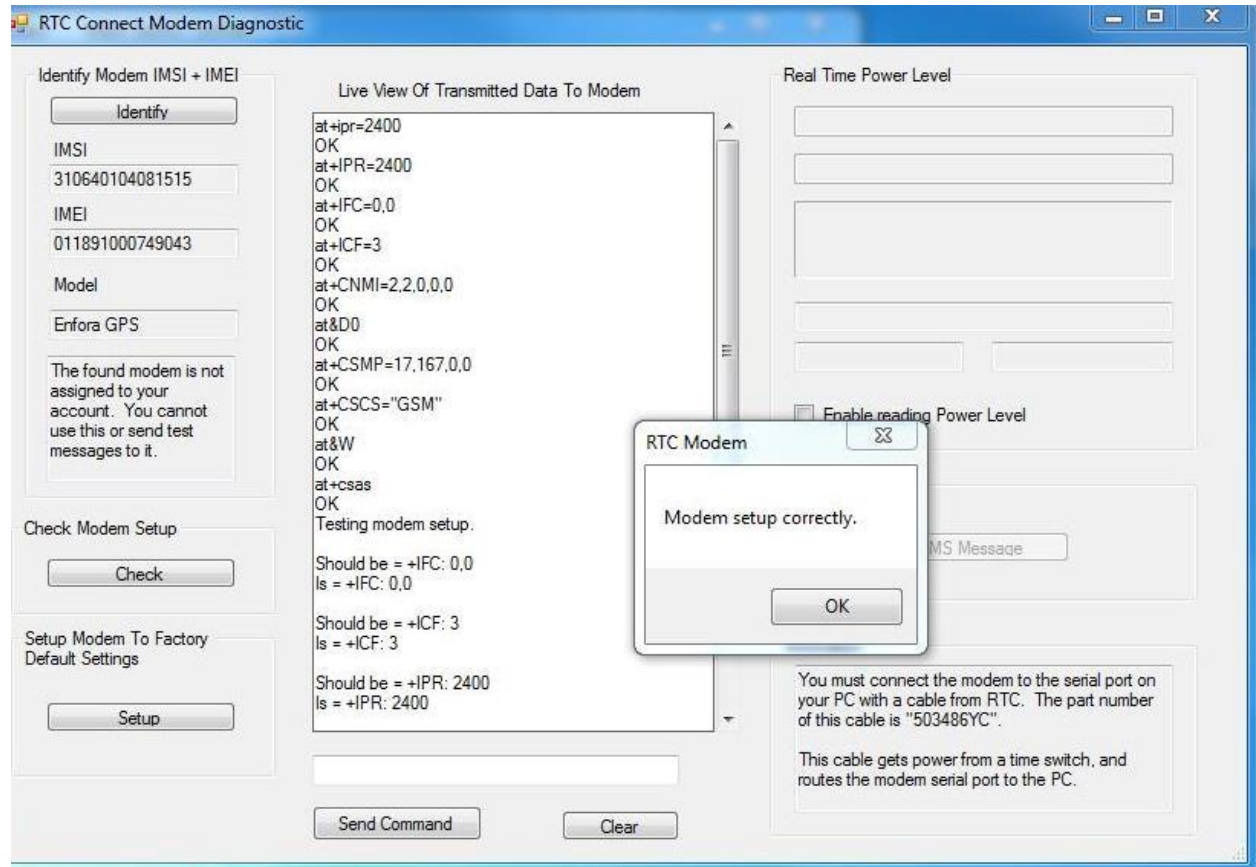 RTC Connect Modem Diagnostic
Identify Modem IMSI + IMEI
Identify
IMSI
310640104081515
IMEI
011891000749043
Model
Enfora GPS
The found modem is not
assigned to your
account. You cannot
use this or send test
messages to it.
Check Modem Setup
Check
Setup Modem To Factory
Default Settings
Setup
Live View Of Transmitted Data To Modem
at+ipr=2400
OK
at+IPR=2400
OK
at+IFC=0,0
OK
at+ICF=3
OK
at+CNMI=2,2,0,0,0
OK
at&D0
OK
at+CSMP=17,167,0,0
OK
at+CSCS="GSM"
OK
at&W
OK
at+csas
OK
Testing modem setup.
Should be = +IFC: 0,0
Is = +IFC: 0,0
Should be = +ICF: 3
Is = +ICF: 3
Should be = +IPR: 2400
Is = +IPR: 2400
Send Command
Clear
Real Time Power Level
Enable reading Power Level
RTC Modem
Modem setup correctly.
OK
MS Message
You must connect the modem to the serial port on
your PC with a cable from RTC. The part number
of this cable is "503486YC".
This cable gets power from a time switch, and
routes the modem serial port to the PC.